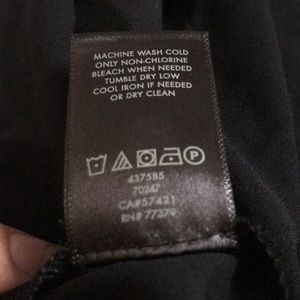 MACHINE WASH COLD
ONLY NON-CHLORINE
BLEACH WHEN NEEDED
TUMBLE DRY LOW
COOL IRON IF NEEDED
OR DRY CLEAN
P
437585
70247
CA#57421
RN# 77379